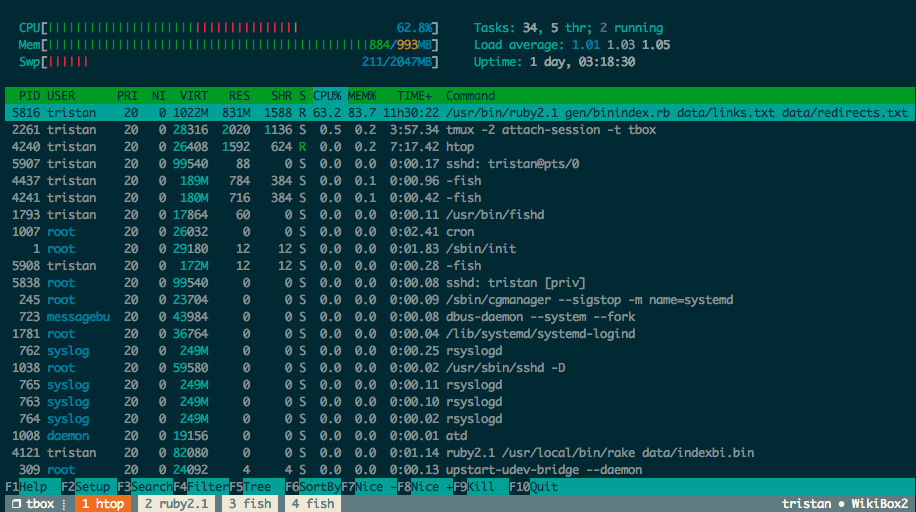 CPU[||||||||||||||||||||||||||||||||||||| 62.8%] Tasks: 34, 5 thr; 2 running
Mem[||||||||||||||||||||||||||||||||||||||||||||||884/993MB] Load average: 1.01 1.03 1.05
Swp[|||||| 211/2047MB] Uptime: 1 day, 03:18:30
PID USER PRI NI VIRT RES SHR S CPU% MEM% TIME+ Command
5816 tristan 20 0 1022M 831M 1588 R 63.2 83.7 11h30:22 /usr/bin/ruby2.1 gen/binindex.rb data/links.txt data/redirects.txt
2261 tristan 20 0 28316 2020 1136 S 0.5 0.2 3:57.34 tmux -2 attach-session -t tbox
4240 tristan 20 0 26408 1592 624 R 0.0 0.2 7:17.42 htop
5907 tristan 20 0 99540 88 0 S 0.0 0.0 0:00.17 sshd: tristan@pts/0
4437 tristan 20 0 189M 784 384 S 0.0 0.1 0:00.96 -fish
4241 tristan 20 0 180M 716 384 S 0.0 0.1 0:00.42 -fish
1793 tristan 20 0 17864 60 0 S 0.0 0.0 0:00.11 /usr/bin/fishd
1007 root 20 0 26032 0 0 S 0.0 0.0 0:02.41 cron
1 root 20 0 29180 12 12 S 0.0 0.0 0:01.83 /sbin/init
5908 tristan 20 0 172M 12 12 S 0.0 0.0 0:00.28 -fish
5838 root 20 0 99540 0 0 S 0.0 0.0 0:00.08 sshd: tristan [priv]
245 root 20 0 23704 0 0 S 0.0 0.0 0:00.09 /sbin/cgmanager --sigstop -m name=systemd
723 messagebu 20 0 43984 0 0 S 0.0 0.0 0:00.08 dbus-daemon --system --fork
1781 root 20 0 36764 0 0 S 0.0 0.0 0:00.04 /lib/systemd/systemd-logind
762 syslog 20 0 249M 0 0 S 0.0 0.0 0:00.25 rsyslogd
1038 root 20 0 59580 0 0 S 0.0 0.0 0:00.02 /usr/sbin/sshd -D
765 syslog 20 0 249M 0 0 S 0.0 0.0 0:00.11 rsyslogd
763 syslog 20 0 249M 0 0 S 0.0 0.0 0:00.10 rsyslogd
764 syslog 20 0 249M 0 0 S 0.0 0.0 0:00.02 rsyslogd
1008 daemon 20 0 19156 0 0 S 0.0 0.0 0:00.01 atd
4121 tristan 20 0 82080 0 0 S 0.0 0.0 0:01.14 ruby2.1 /usr/local/bin/rake data/indexbi.bin
309 root 20 0 24092 4 4 S 0.0 0.0 0:00.13 upstart-udev-bridge --daemon
F1Help F2Setup F3SearchF4FilterF5Tree F6SortByF7Nice -F8Nice +F9Kill F10Quit
❐ tbox ⁞ 1 htop 2 ruby2.1 3 fish 4 fish tristan • WikiBox2